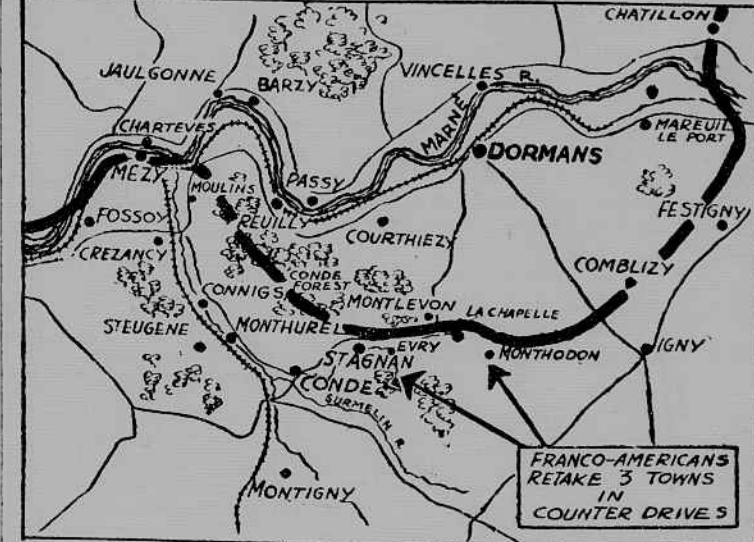 CHATILLON
JAULGONNE
BARZY
VINCELLES R.
MARNE
CHARTEVES
MEZY
MOULINS
PASSY
DORMANS
MAREUIL
LE PORT
REUILLY
FOSSOY
CREZANCY
COURTHIEZY
FESTIGNY
CONDE
FOREST
CONNIGS
MONTLEVON
COMBLIZY
STEUGENE
MONTHUREL
LA CHAPELLE
EVRY
STAGNAN
MONTHODON
IGNY
CONDE
SURMELIN R.
MONTIGNY
FRANCO-AMERICANS
RETAKE 3 TOWNS
IN
COUNTER DRIVES